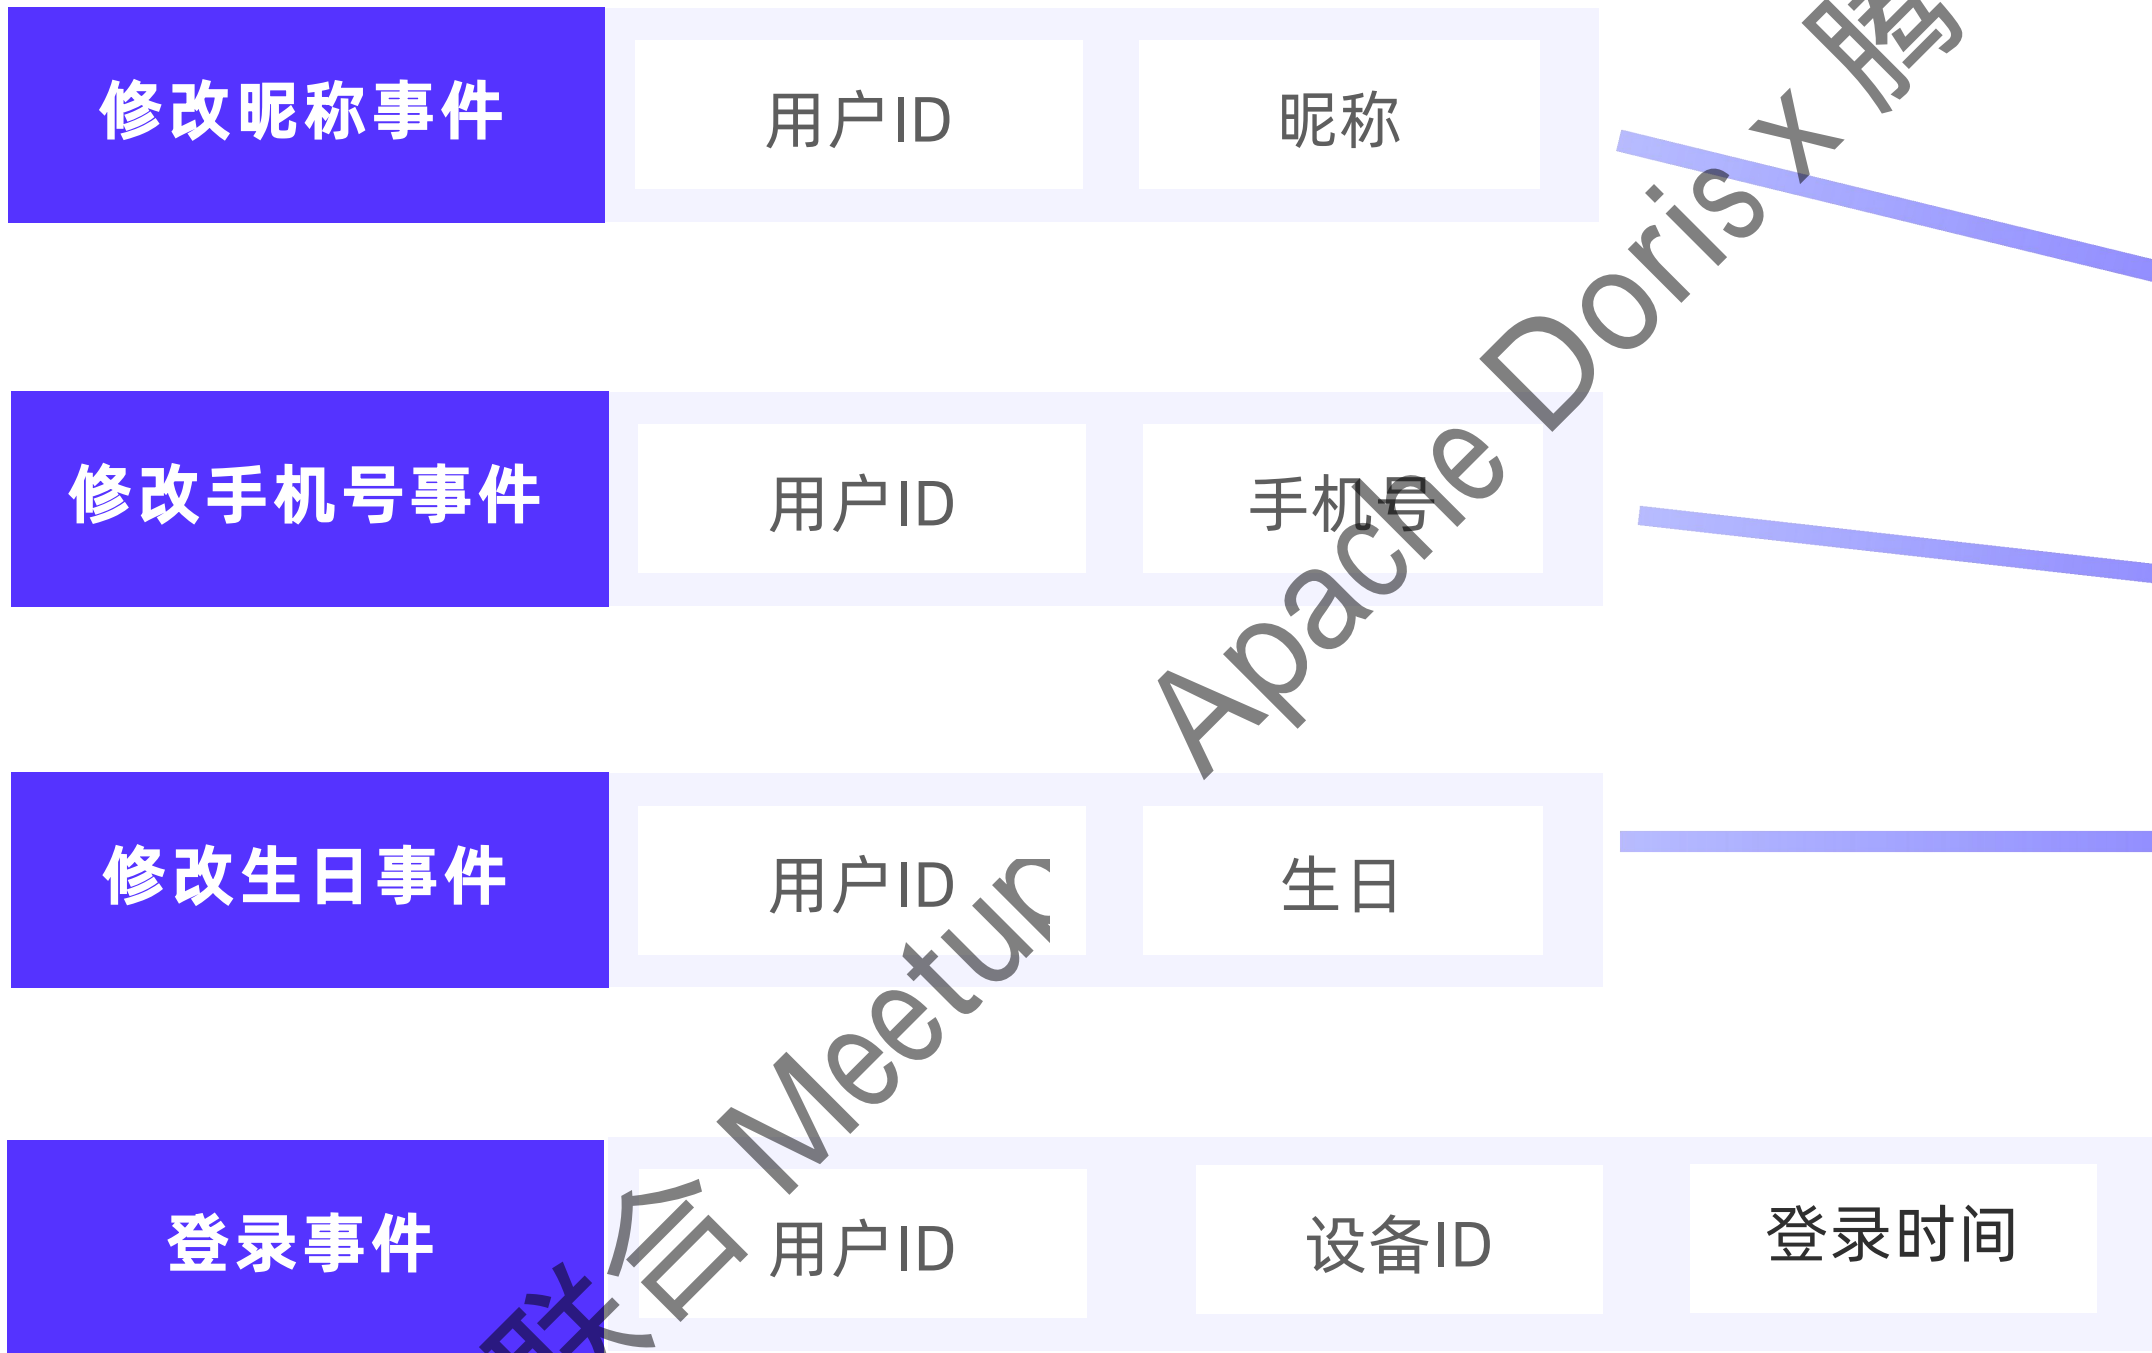 修改昵称事件 用户ID 昵称
修改手机号事件 用户ID 手机号
修改生日事件 用户ID 生日
登录事件 用户ID 设备ID 登录时间
Apache Doris x 腾
联合 Meetup